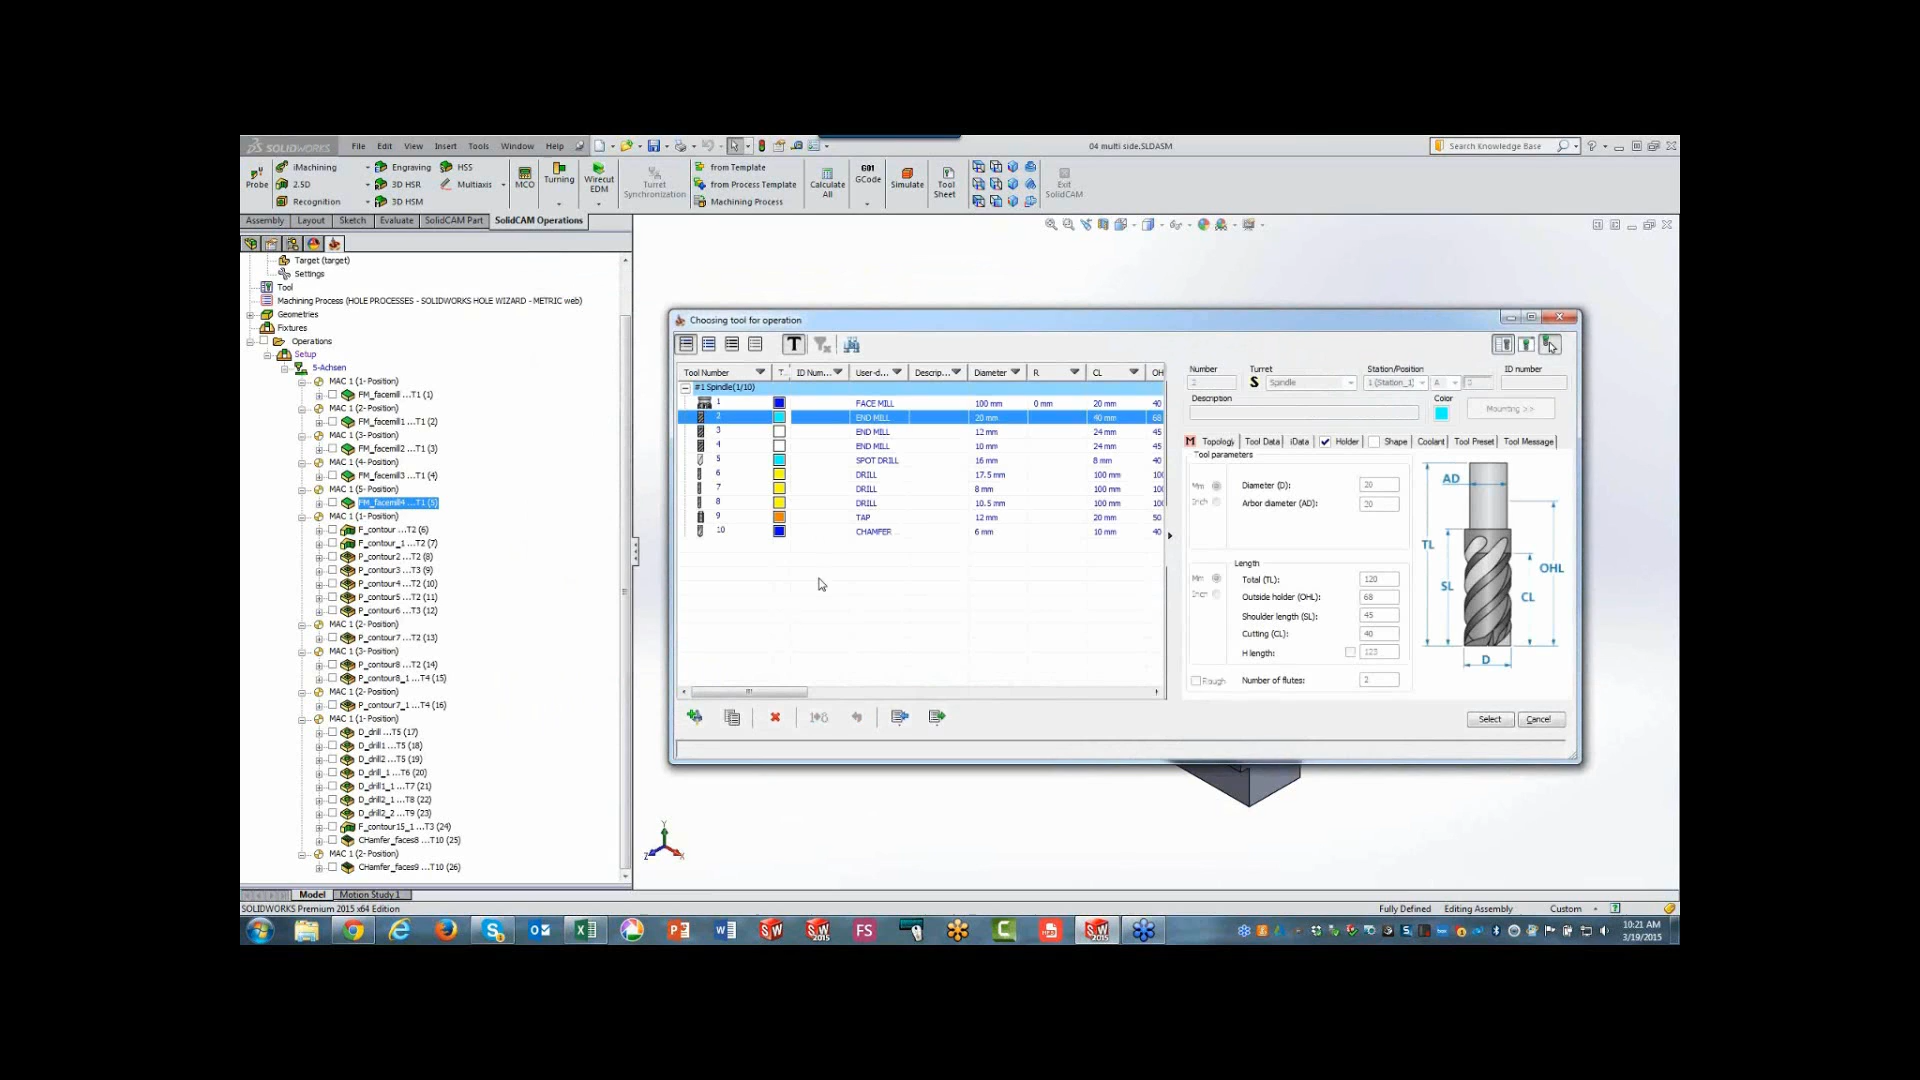 SOLIDWORKS File Edit View Insert Tools Window Help 04 multi side.SLDASM Search Knowledge Base
Probe iMachining Engraving HSS MCO Turning Wirecut EDM Turret Synchronization from Template Calculate All G01 GCode Simulate Tool Sheet Exit SolidCAM
2.5D 3D HSR Multiaxis from Process Template
Recognition 3D HSM Machining Process
Assembly Layout Sketch Evaluate SolidCAM Part SolidCAM Operations
Target (target)
Settings
Tool
Machining Process (HOLE PROCESSES - SOLIDWORKS HOLE WIZARD - METRIC web)
Geometries
Fixtures
Operations
Setup
5-Achsen
MAC 1 (1- Position)
FM_facemill ...T1 (1)
MAC 1 (2- Position)
FM_facemill1 ...T1 (2)
MAC 1 (3- Position)
FM_facemill2 ...T1 (3)
MAC 1 (4- Position)
FM_facemill3 ...T1 (4)
MAC 1 (5- Position)
FM_facemill4 ...T1 (5)
MAC 1 (1- Position)
F_contour ...T2 (6)
F_contour_1 ...T2 (7)
P_contour2 ...T2 (8)
P_contour3 ...T3 (9)
P_contour4 ...T2 (10)
P_contour5 ...T2 (11)
P_contour6 ...T3 (12)
MAC 1 (2- Position)
P_contour7 ...T2 (13)
MAC 1 (3- Position)
P_contour8 ...T2 (14)
P_contour8_1 ...T4 (15)
MAC 1 (2- Position)
P_contour7_1 ...T4 (16)
MAC 1 (1- Position)
D_drill ...T5 (17)
D_drill1 ...T5 (18)
D_drill2 ...T5 (19)
D_drill_1 ...T6 (20)
D_drill1_1 ...T7 (21)
D_drill2_1 ...T8 (22)
D_drill2_2 ...T9 (23)
F_contour15_1 ...T3 (24)
CHamfer_faces8 ...T10 (25)
MAC 1 (2- Position)
CHamfer_faces9 ...T10 (26)
Choosing tool for operation
Tool Number T.. ID Num... User-d... Descrip... Diameter R CL OH
#1 Spindle(1/10)
1 FACE MILL 100 mm 0 mm 20 mm 40
2 END MILL 20 mm 40 mm 68
3 END MILL 12 mm 24 mm 45
4 END MILL 10 mm 24 mm 45
5 SPOT DRILL 16 mm 8 mm 40
6 DRILL 17.5 mm 100 mm 10
7 DRILL 8 mm 100 mm 10
8 DRILL 10.5 mm 100 mm 10
9 TAP 12 mm 20 mm 50
10 CHAMFER 6 mm 10 mm 40
Number Turret Station/Position ID number
2 S Spindle 1 (Station_1) A
Description Color
Mounting >>
M Topology Tool Data iData Holder Shape Coolant Tool Preset Tool Message
Tool parameters
Mm Diameter (D): 20
Inch Arbor diameter (AD): 20
Length
Mm Total (TL): 120
Inch Outside holder (OHL): 68
Shoulder length (SL): 45
Cutting (CL): 40
H length: 123
Rough Number of flutes: 2
AD
TL
OHL
SL
CL
D
Select Cancel
Y
Z X
Model Motion Study 1
SOLIDWORKS Premium 2015 x64 Edition Fully Defined Editing Assembly Custom
FS
10:21 AM
3/19/2015